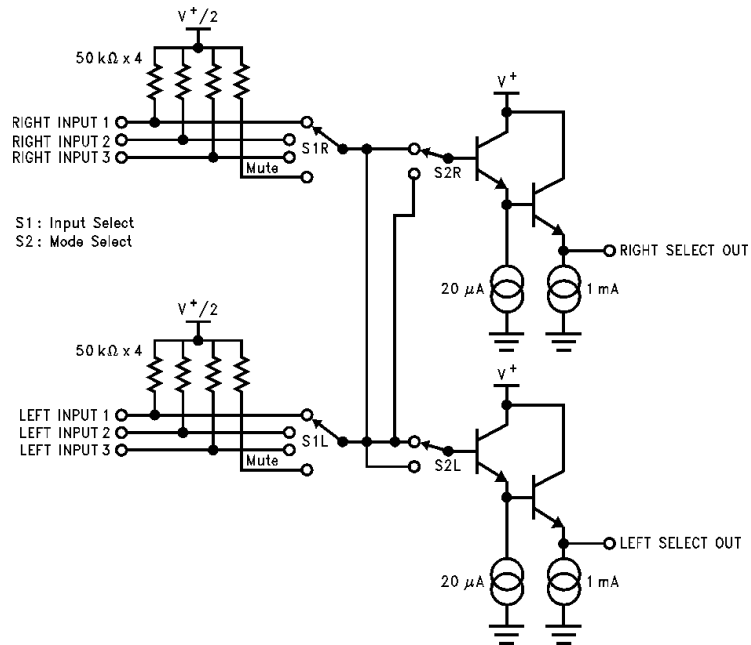 V+/2
50 kΩ x 4
V+
RIGHT INPUT 1
RIGHT INPUT 2
RIGHT INPUT 3
S1R
Mute
S2R
S1 : Input Select
S2 : Mode Select
RIGHT SELECT OUT
20 μA
1 mA
V+/2
50 kΩ x 4
V+
LEFT INPUT 1
LEFT INPUT 2
LEFT INPUT 3
S1L
Mute
S2L
LEFT SELECT OUT
20 μA
1 mA